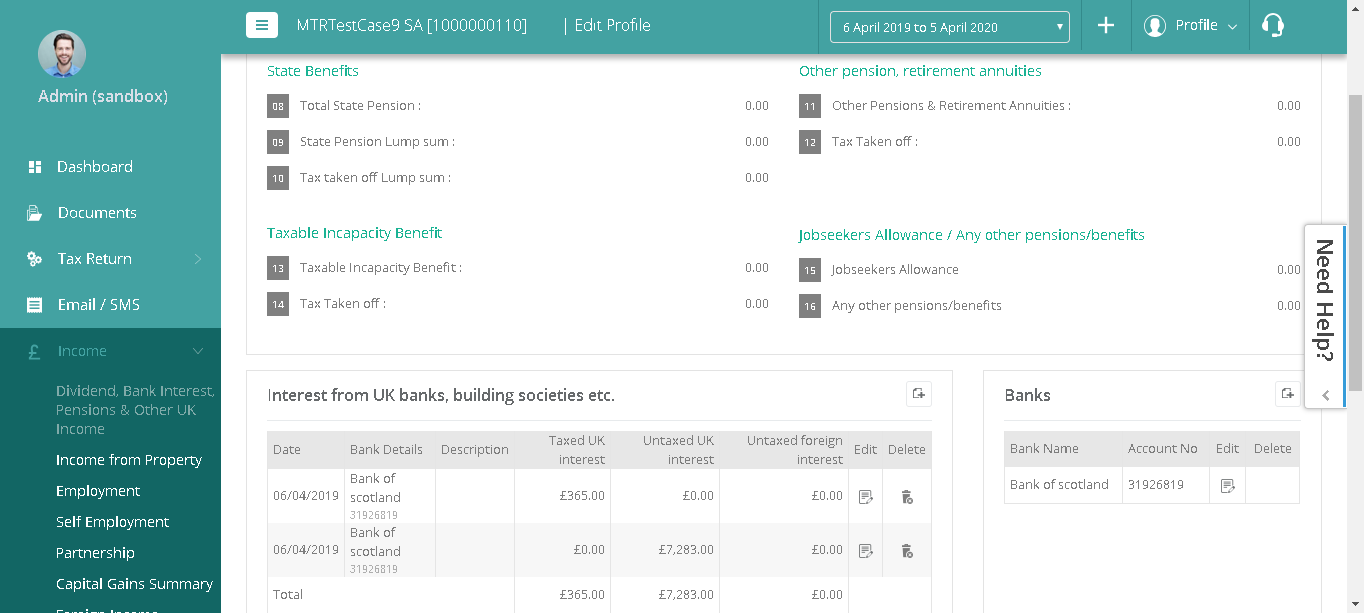 MTRTestCase9 SA [1000000110]
| Edit Profile
6 April 2019 to 5 April 2020
Profile
Admin (sandbox)
Dashboard
Documents
Tax Return
Email / SMS
Income
Dividend, Bank Interest,
Pensions & Other UK
Income
Income from Property
Employment
Self Employment
Partnership
Capital Gains Summary
Foreign Income
State Benefits
08 Total State Pension : 0.00
09 State Pension Lump sum : 0.00
10 Tax taken off Lump sum : 0.00
Other pension, retirement annuities
11 Other Pensions & Retirement Annuities : 0.00
12 Tax Taken off : 0.00
Taxable Incapacity Benefit
13 Taxable Incapacity Benefit : 0.00
14 Tax Taken off : 0.00
Jobseekers Allowance / Any other pensions/benefits
15 Jobseekers Allowance 0.00
16 Any other pensions/benefits 0.00
Need Help?
Interest from UK banks, building societies etc.
Date Bank Details Description Taxed UK Untaxed UK Untaxed foreign Edit Delete
interest interest interest
Bank of
06/04/2019 scotland £365.00 £0.00 £0.00
31926819
Bank of
06/04/2019 scotland £0.00 £7,283.00 £0.00
31926819
Total £365.00 £7,283.00 £0.00
Banks
Bank Name Account No Edit Delete
Bank of scotland 31926819